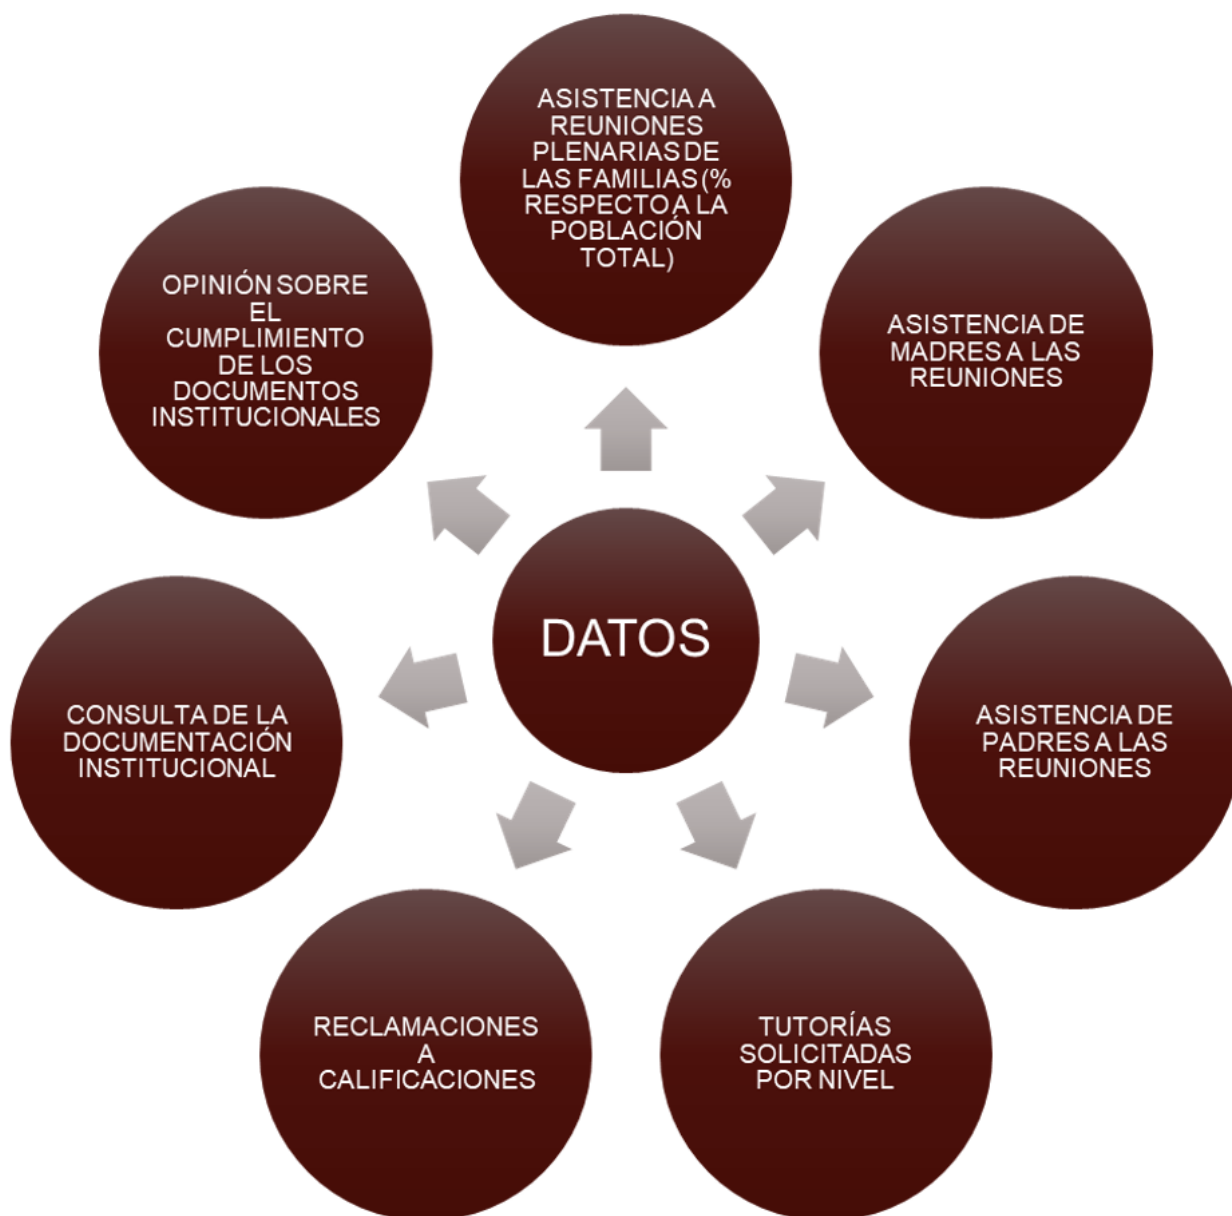 ASISTENCIA A
REUNIONES
PLENARIAS DE
LAS FAMILIAS (%
RESPECTO A LA
POBLACIÓN
TOTAL)
ASISTENCIA DE
MADRES A LAS
REUNIONES
ASISTENCIA DE
PADRES A LAS
REUNIONES
TUTORÍAS
SOLICITADAS
POR NIVEL
RECLAMACIONES
A
CALIFICACIONES
CONSULTA DE LA
DOCUMENTACIÓN
INSTITUCIONAL
OPINIÓN SOBRE
EL
CUMPLIMIENTO
DE LOS
DOCUMENTOS
INSTITUCIONALES
DATOS